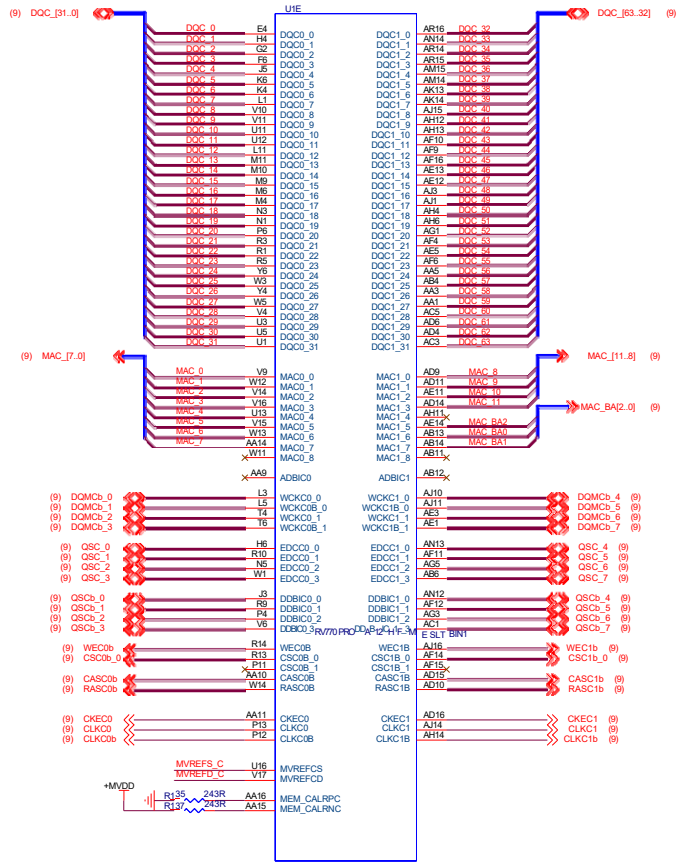 U1E
(9) DQC_[31..0] DQC_[63..32] (9)
DQC_0 E4 DQC0_0 DQC1_0 AR16 DQC_32
DQC_1 H4 DQC0_1 DQC1_1 AN14 DQC_33
DQC_2 G2 DQC0_2 DQC1_2 AR14 DQC_34
DQC_3 F6 DQC0_3 DQC1_3 AR15 DQC_35
DQC_4 J5 DQC0_4 DQC1_4 AM15 DQC_36
DQC_5 K6 DQC0_5 DQC1_5 AM14 DQC_37
DQC_6 K4 DQC0_6 DQC1_6 AK13 DQC_38
DQC_7 L1 DQC0_7 DQC1_7 AK14 DQC_39
DQC_8 V10 DQC0_8 DQC1_8 AJ15 DQC_40
DQC_9 V11 DQC0_9 DQC1_9 AH12 DQC_41
DQC_10 U11 DQC0_10 DQC1_10 AH13 DQC_42
DQC_11 U12 DQC0_11 DQC1_11 AF10 DQC_43
DQC_12 L11 DQC0_12 DQC1_12 AF9 DQC_44
DQC_13 M11 DQC0_13 DQC1_13 AF16 DQC_45
DQC_14 M10 DQC0_14 DQC1_14 AE13 DQC_46
DQC_15 M9 DQC0_15 DQC1_15 AE12 DQC_47
DQC_16 M6 DQC0_16 DQC1_16 AJ3 DQC_48
DQC_17 M4 DQC0_17 DQC1_17 AJ1 DQC_49
DQC_18 N3 DQC0_18 DQC1_18 AH4 DQC_50
DQC_19 N1 DQC0_19 DQC1_19 AH6 DQC_51
DQC_20 P6 DQC0_20 DQC1_20 AG1 DQC_52
DQC_21 R3 DQC0_21 DQC1_21 AF4 DQC_53
DQC_22 R1 DQC0_22 DQC1_22 AE5 DQC_54
DQC_23 R5 DQC0_23 DQC1_23 AF6 DQC_55
DQC_24 Y6 DQC0_24 DQC1_24 AA5 DQC_56
DQC_25 W3 DQC0_25 DQC1_25 AB4 DQC_57
DQC_26 Y4 DQC0_26 DQC1_26 AA3 DQC_58
DQC_27 W5 DQC0_27 DQC1_27 AA1 DQC_59
DQC_28 V4 DQC0_28 DQC1_28 AC5 DQC_60
DQC_29 U3 DQC0_29 DQC1_29 AD6 DQC_61
DQC_30 U5 DQC0_30 DQC1_30 AD4 DQC_62
DQC_31 U1 DQC0_31 DQC1_31 AC3 DQC_63
(9) MAC_[7..0] MAC_[11..8] (9)
MAC_0 V9 MAC0_0 MAC1_0 AD9 MAC_8
MAC_1 W12 MAC0_1 MAC1_1 AD11 MAC_9
MAC_2 V14 MAC0_2 MAC1_2 AE11 MAC_10
MAC_3 V16 MAC0_3 MAC1_3 AD14 MAC_11
MAC_BA[2..0] (9)
MAC_4 U13 MAC0_4 MAC1_4 AH11
MAC_5 V15 MAC0_5 MAC1_5 AE14 MAC_BA2
MAC_6 W13 MAC0_6 MAC1_6 AB13 MAC_BA0
MAC_7 AA14 MAC0_7 MAC1_7 AB14 MAC_BA1
W11 MAC0_8 MAC1_8 AB11
AA9 ADBIC0 ADBIC1 AB12
(9) DQMCb_0 L3 WCKC0_0 WCKC1_0 AJ10 DQMCb_4 (9)
(9) DQMCb_1 L5 WCKC0B_0 WCKC1B_0 AJ11 DQMCb_5 (9)
(9) DQMCb_2 T4 WCKC0_1 WCKC1_1 AE3 DQMCb_6 (9)
(9) DQMCb_3 T6 WCKC0B_1 WCKC1B_1 AE1 DQMCb_7 (9)
(9) QSC_0 H6 EDCC0_0 EDCC1_0 AN13 QSC_4 (9)
(9) QSC_1 R10 EDCC0_1 EDCC1_1 AF11 QSC_5 (9)
(9) QSC_2 N5 EDCC0_2 EDCC1_2 AG5 QSC_6 (9)
(9) QSC_3 W1 EDCC0_3 EDCC1_3 AB6 QSC_7 (9)
(9) QSCb_0 J3 DDBIC0_0 DDBIC1_0 AN12 QSCb_4 (9)
(9) QSCb_1 R9 DDBIC0_1 DDBIC1_1 AF12 QSCb_5 (9)
(9) QSCb_2 P4 DDBIC0_2 DDBIC1_2 AG3 QSCb_6 (9)
(9) QSCb_3 V6 DDBIC0_3 AC1 QSCb_7 (9)
RV770 PRO
(9) WEC0b R14 WEC0B WEC1B AJ16 WEC1b (9)
(9) CSC0b_0 R13 CSC0B_0 CSC1B_0 AF14 CSC1b_0 (9)
P11 CSC0B_1 CSC1B_1 AF15
(9) CASC0b AA10 CASC0B CASC1B AD15 CASC1b (9)
(9) RASC0b W14 RASC0B RASC1B AD10 RASC1b (9)
(9) CKEC0 AA11 CKEC0 CKEC1 AD16 CKEC1 (9)
(9) CLKC0 P13 CLKC0 CLKC1 AJ14 CLKC1 (9)
(9) CLKC0b P12 CLKC0B CLKC1B AH14 CLKC1b (9)
MVREFS_C U16 MVREFCS
MVREFD_C V17 MVREFCD
+MVDD
R135 243R AA16 MEM_CALRPC
R137 243R AA15 MEM_CALRNC